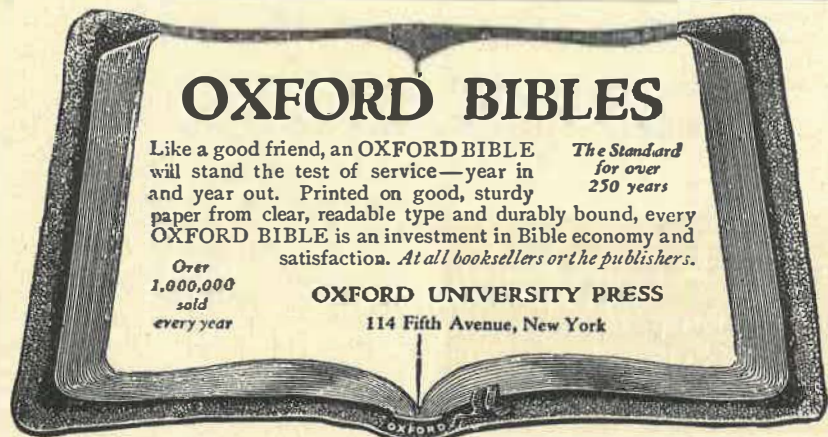 OXFORD BIBLES
Like a good friend, an OXFORD BIBLE
will stand the test of service—year in
and year out. Printed on good, sturdy
The Standard
for over
250 years
paper from clear, readable type and durably bound, every
OXFORD BIBLE is an investment in Bible economy and
satisfaction. At all booksellers or the publishers.
Over
1,000,000
sold
every year
OXFORD UNIVERSITY PRESS
114 Fifth Avenue, New York
OXFORD